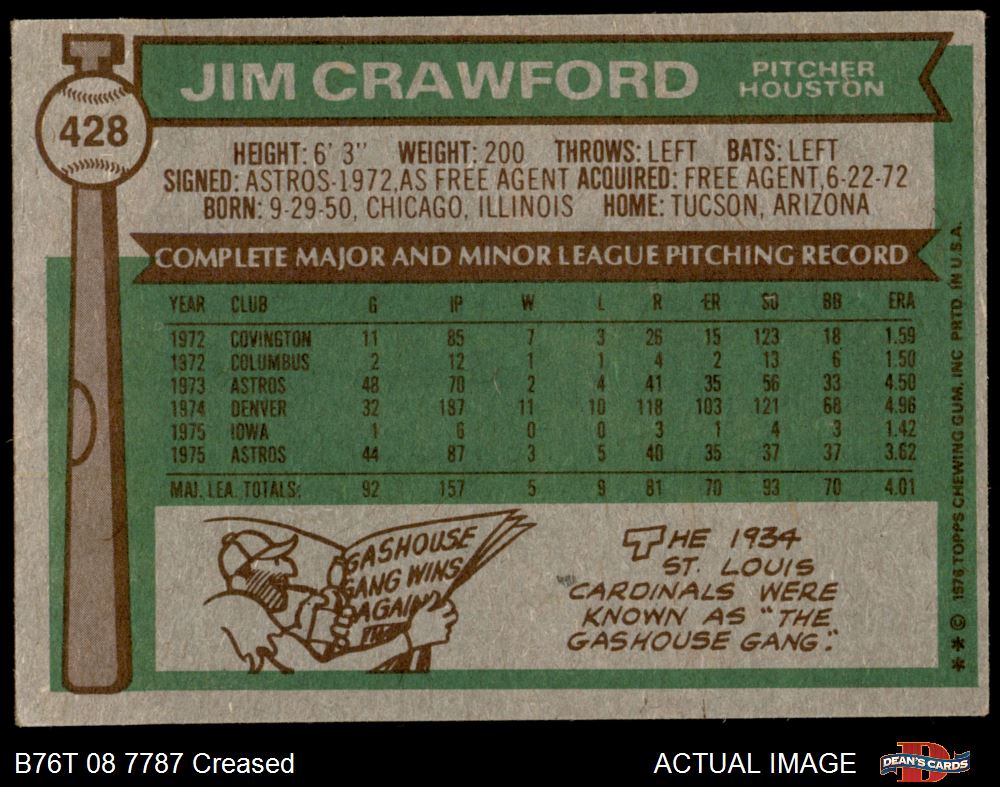 JIM CRAWFORD
PITCHER
HOUSTON
428
HEIGHT: 6' 3" WEIGHT: 200 THROWS: LEFT BATS: LEFT
SIGNED: ASTROS-1972, AS FREE AGENT ACQUIRED: FREE AGENT, 6-22-72
BORN: 9-29-50, CHICAGO, ILLINOIS HOME: TUCSON, ARIZONA
COMPLETE MAJOR AND MINOR LEAGUE PITCHING RECORD
YEAR CLUB G IP W L R ER SO BB ERA
1972 COVINGTON 11 85 7 3 26 15 123 18 1.59
1972 COLUMBUS 2 12 1 1 4 2 13 6 1.50
1973 ASTROS 48 70 2 4 41 35 56 33 4.50
1974 DENVER 32 187 11 10 118 103 121 68 4.96
1975 IOWA 1 6 0 0 3 1 4 3 1.42
1975 ASTROS 44 87 3 5 40 35 37 37 3.62
MAJ. LEA. TOTALS: 92 157 5 9 81 70 93 70 4.01
GASHOUSE
GANG WINS
AGAIN
THE 1934
ST. LOUIS
CARDINALS WERE
KNOWN AS "THE
GASHOUSE GANG."
** © 1976 TOPPS CHEWING GUM, INC PRTD. IN U.S.A.
B76T 08 7787 Creased
ACTUAL IMAGE
DEAN'S CARDS